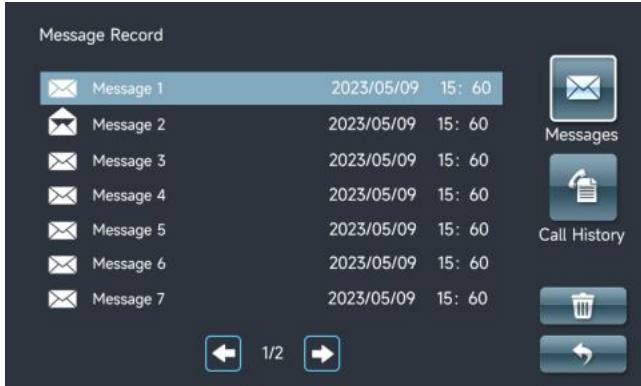 Message Record
Message 1 2023/05/09 15: 60
Message 2 2023/05/09 15: 60
Messages
Message 3 2023/05/09 15: 60
Message 4 2023/05/09 15: 60
Message 5 2023/05/09 15: 60
Call History
Message 6 2023/05/09 15: 60
Message 7 2023/05/09 15: 60
1/2